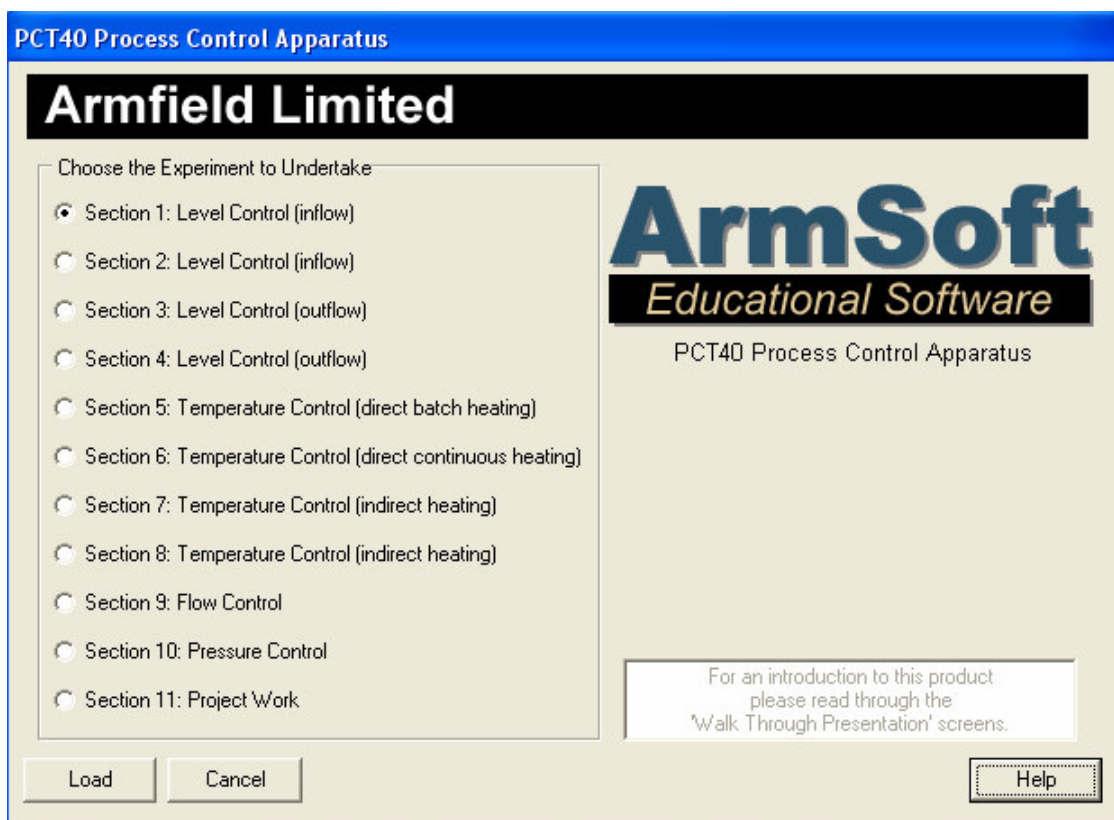 PCT40 Process Control Apparatus
Armfield Limited
Choose the Experiment to Undertake
Section 1: Level Control (inflow)
Section 2: Level Control (inflow)
Section 3: Level Control (outflow)
Section 4: Level Control (outflow)
Section 5: Temperature Control (direct batch heating)
Section 6: Temperature Control (direct continuous heating)
Section 7: Temperature Control (indirect heating)
Section 8: Temperature Control (indirect heating)
Section 9: Flow Control
Section 10: Pressure Control
Section 11: Project Work
ArmSoft
Educational Software
PCT40 Process Control Apparatus
For an introduction to this product
please read through the
'Walk Through Presentation' screens.
Load
Cancel
Help